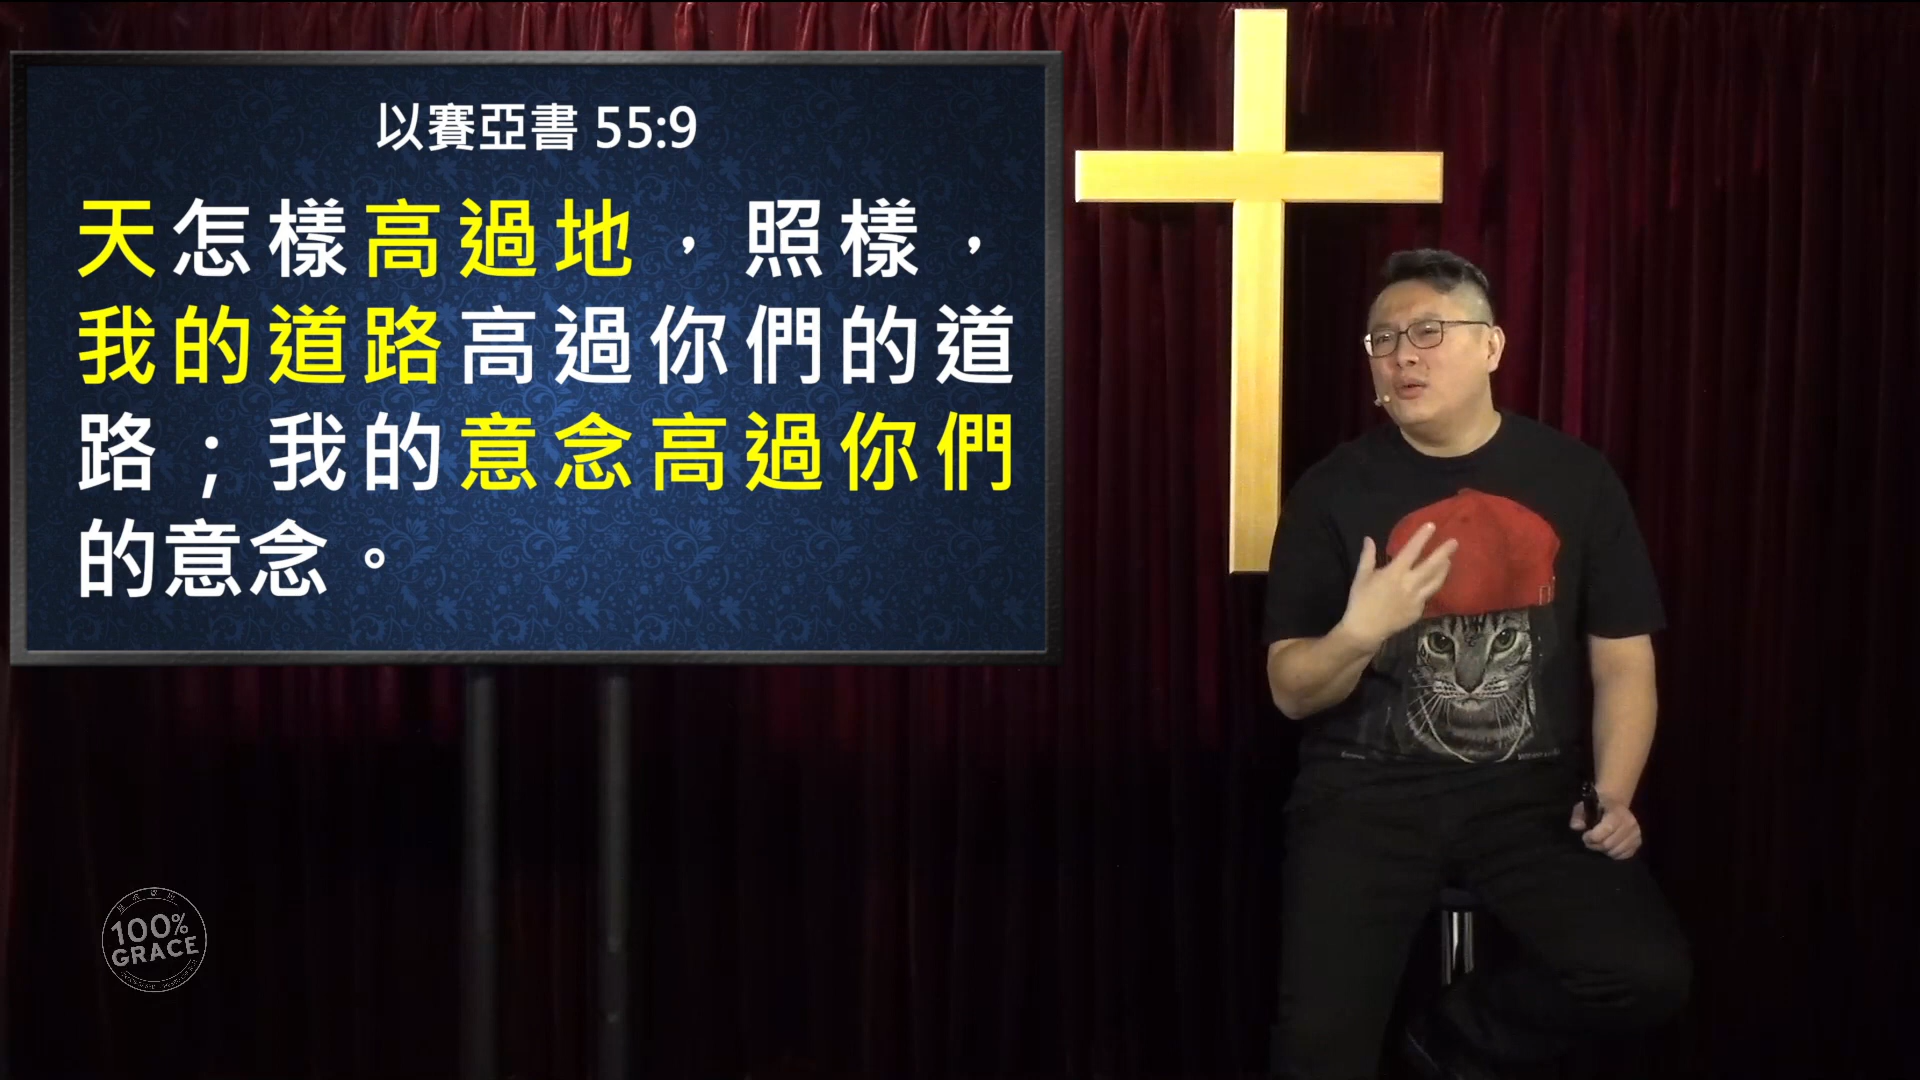 以賽亞書 55:9
天怎樣高過地，照樣，
我的道路高過你們的道
路；我的意念高過你們
的意念。
100%
GRACE